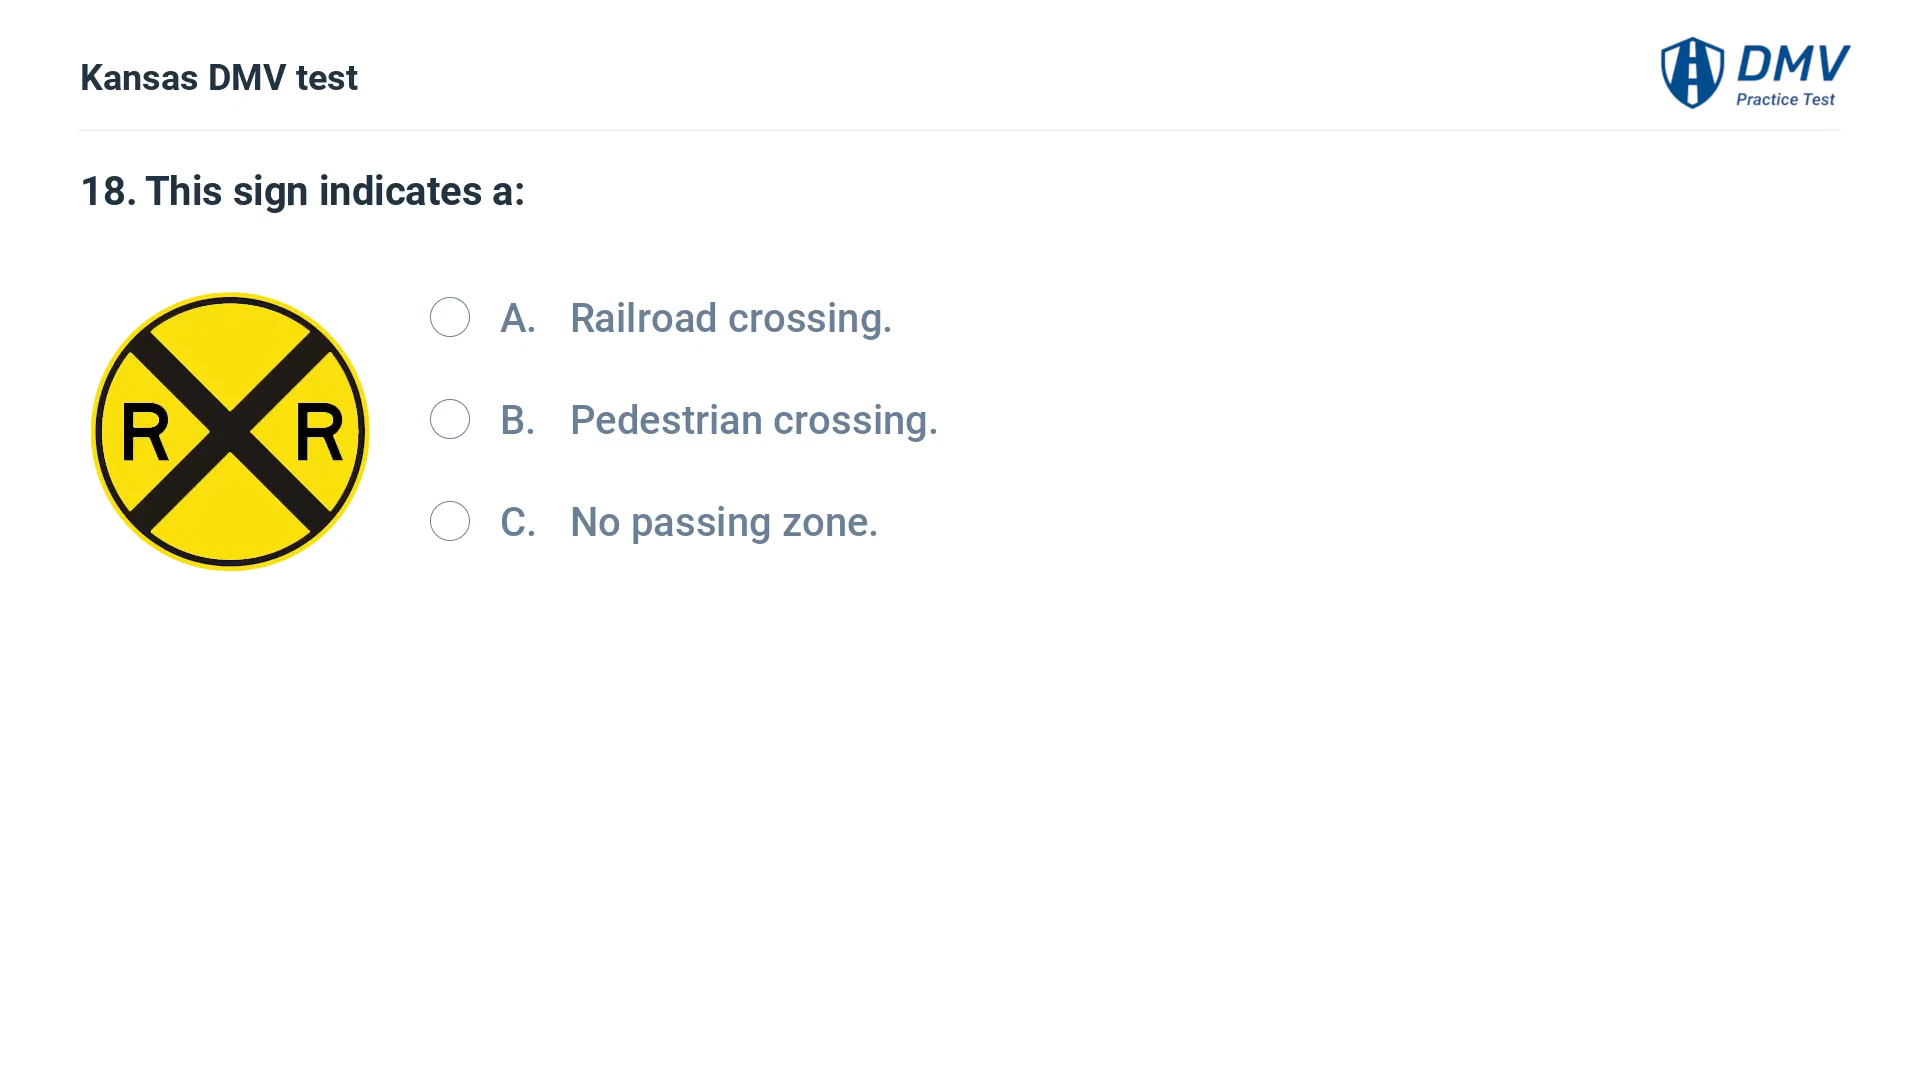 Kansas DMV test
DMV
Practice Test
18. This sign indicates a:
R R
A. Railroad crossing.
B. Pedestrian crossing.
C. No passing zone.